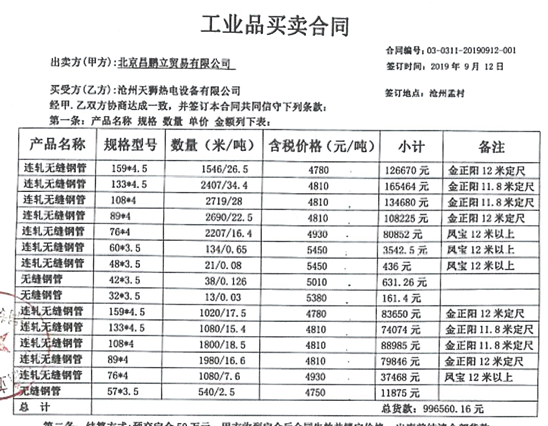 工业品买卖合同
合同编号:03-0311-20190912-001
出卖方(甲方):北京昌鹏立贸易有限公司
签订时间:2019 年 9 月 12 日
买受方(乙方):沧州天狮热电设备有限公司
签订地点:沧州孟村
经甲.乙双方协商达成一致,并签订本合同共同信守下列条款:
第一条:产品名称 规格 数量 单价 金额列下表:
产品名称 规格型号 数量(米/吨) 含税价格(元/吨) 小计 备注
连轧无缝钢管 159*4.5 1546/26.5 4780 126670 元 金正阳 12 米定尺
连轧无缝钢管 133*4.5 2407/34.4 4810 165464 元 金正阳 11.8 米定尺
连轧无缝钢管 108*4 2719/28 4810 134680 元 金正阳 11.8 米定尺
连轧无缝钢管 89*4 2690/22.5 4810 108225 元 金正阳 12 米定尺
连轧无缝钢管 76*4 2207/16.4 4930 80852 元 凤宝 12 米以上
连轧无缝钢管 60*3.5 134/0.65 5450 3542.5 元 凤宝 12 米以上
连轧无缝钢管 48*3.5 21/0.08 5450 436 元 凤宝 12 米以上
无缝钢管 42*3.5 38/0.126 5010 631.26 元
无缝钢管 32*3.5 13/0.03 5380 161.4 元
连轧无缝钢管 159*4.5 1020/17.5 4780 83650 元 金正阳 12 米定尺
连轧无缝钢管 133*4.5 1080/15.4 4810 74074 元 金正阳 11.8 米定尺
连轧无缝钢管 108*4 1800/18.5 4810 88985 元 金正阳 11.8 米定尺
连轧无缝钢管 89*4 1980/16.6 4810 79846 元 金正阳 12 米定尺
连轧无缝钢管 76*4 1080/7.6 4930 37468 元 凤宝 12 米以上
无缝钢管 57*3.5 540/2.5 4750 11875 元
总 计 总货款:996560.16 元